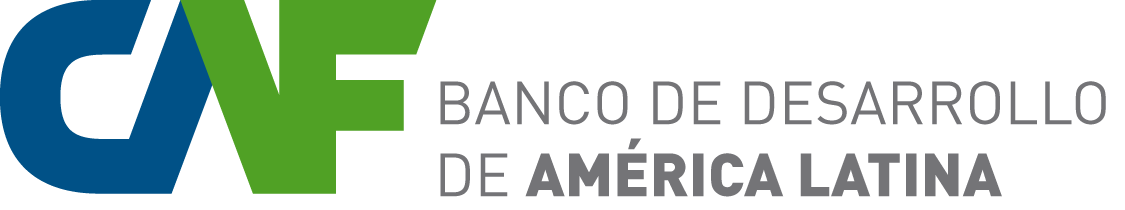 CAF
BANCO DE DESARROLLO
DE AMÉRICA LATINA